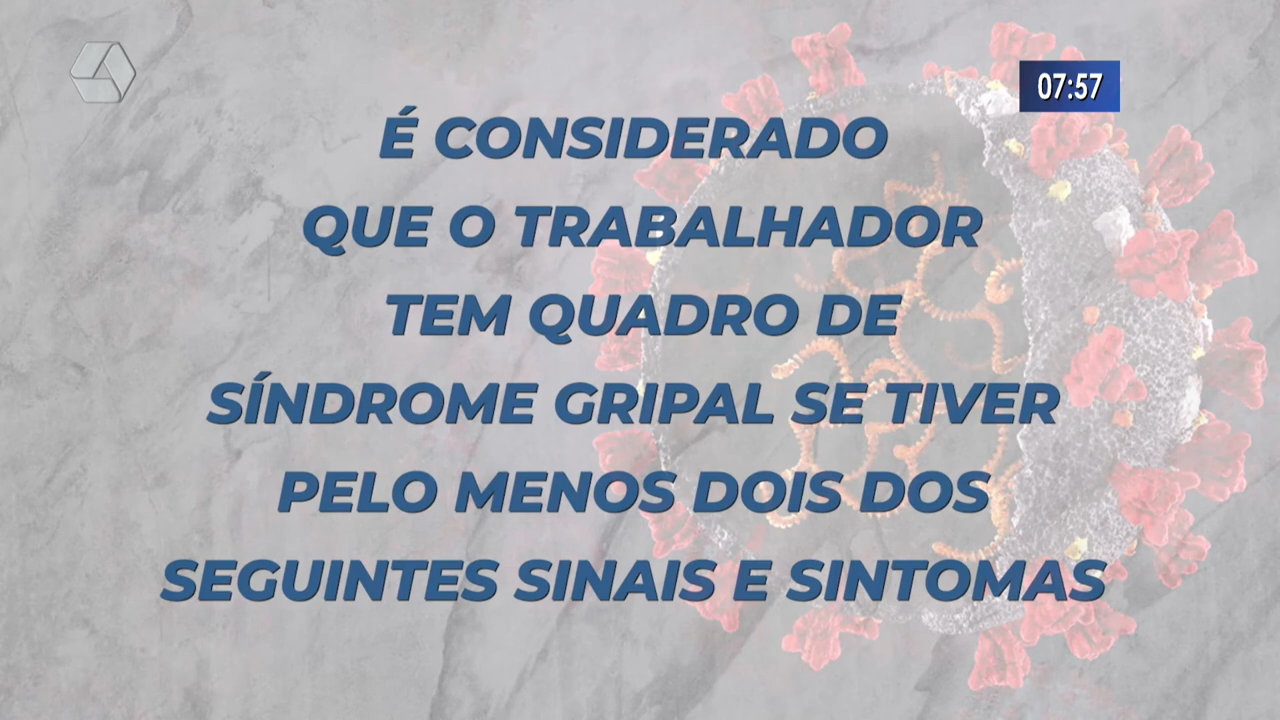 07:57
É CONSIDERADO
QUE O TRABALHADOR
TEM QUADRO DE
SÍNDROME GRIPAL SE TIVER
PELO MENOS DOIS DOS
SEGUINTES SINAIS E SINTOMAS